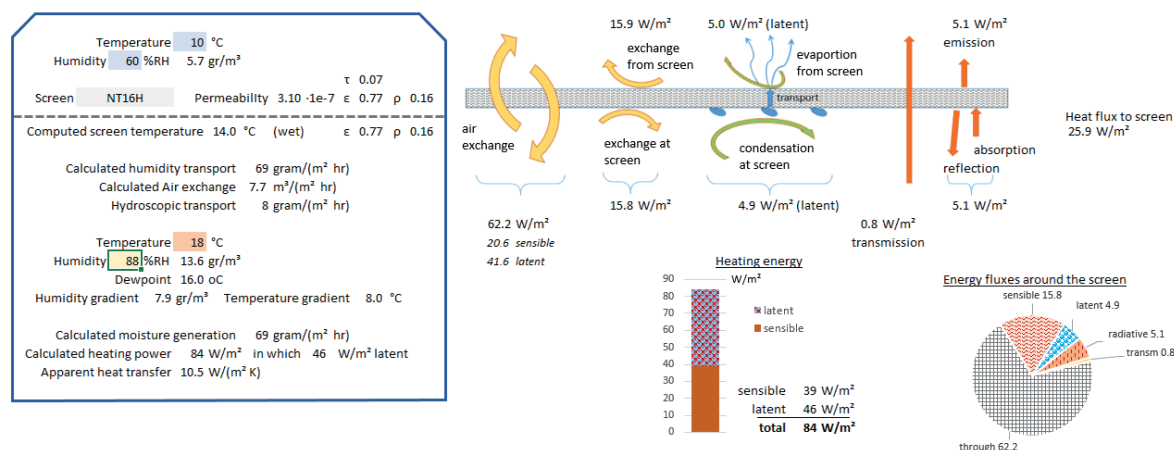 Temperature 10 °C
Humidity 60 %RH 5.7 gr/m³
τ 0.07
Screen NT16H Permeability 3.10 ·1e-7 ε 0.77 ρ 0.16
Computed screen temperature 14.0 °C (wet) ε 0.77 ρ 0.16
Calculated humidity transport 69 gram/(m² hr)
Calculated Air exchange 7.7 m³/(m² hr)
Hydroscopic transport 8 gram/(m² hr)
Temperature 18 °C
Humidity 88 %RH 13.6 gr/m³
Dewpoint 16.0 oC
Humidity gradient 7.9 gr/m³ Temperature gradient 8.0 °C
Calculated moisture generation 69 gram/(m² hr)
Calculated heating power 84 W/m² in which 46 W/m² latent
Apparent heat transfer 10.5 W/(m² K)
15.9 W/m²
exchange
from screen
5.0 W/m² (latent)
evaportion
from screen
5.1 W/m²
emission
transport
air
exchange
exchange at
screen
condensation
at screen
absorption
reflection
Heat flux to screen
25.9 W/m²
62.2 W/m²
20.6 sensible
41.6 latent
15.8 W/m²
4.9 W/m² (latent)
0.8 W/m²
transmission
5.1 W/m²
Heating energy
W/m²
90
80
70
60
50
40
30
20
10
0
latent
sensible
sensible 39 W/m²
latent 46 W/m²
total 84 W/m²
Energy fluxes around the screen
sensible 15.8
latent 4.9
radiative 5.1
transm 0.8
through 62.2